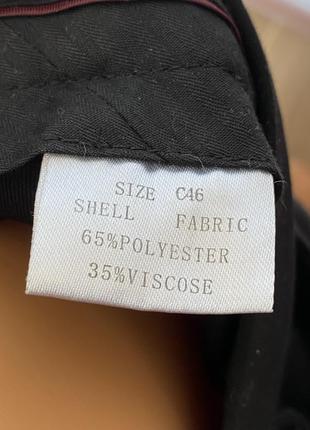 SIZE C46
SHELL FABRIC
65%POLYESTER
35%VISCOSE